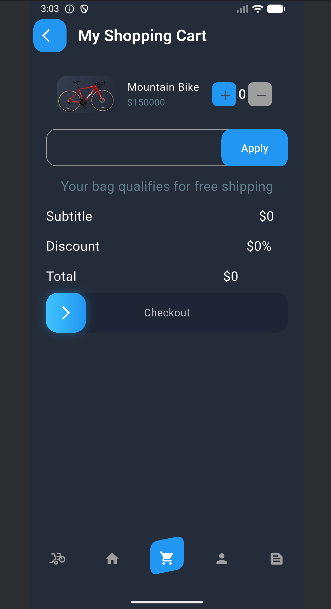 3:03
My Shopping Cart
Mountain Bike
$150000
+ 0 −
Apply
Your bag qualifies for free shipping
Subtitle $0
Discount $0%
Total $0
Checkout